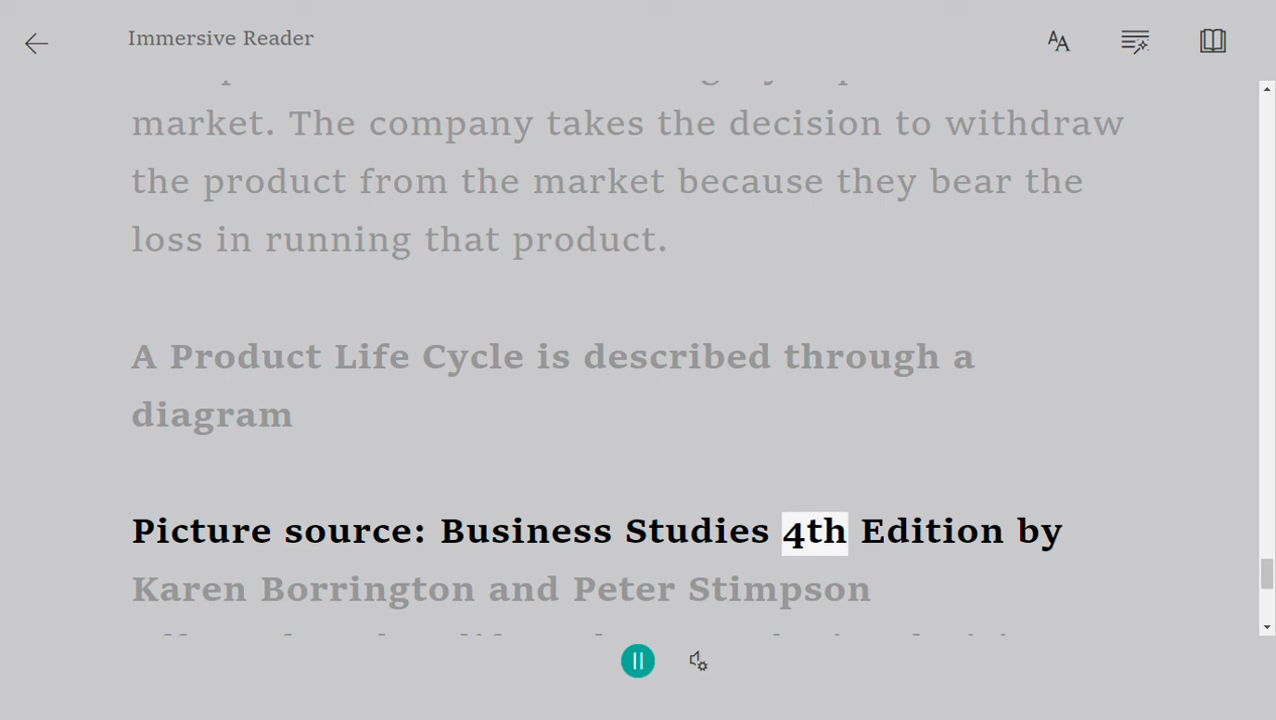 Immersive Reader
market. The company takes the decision to withdraw
the product from the market because they bear the
loss in running that product.
A Product Life Cycle is described through a
diagram
Picture source: Business Studies 4th Edition by
Karen Borrington and Peter Stimpson